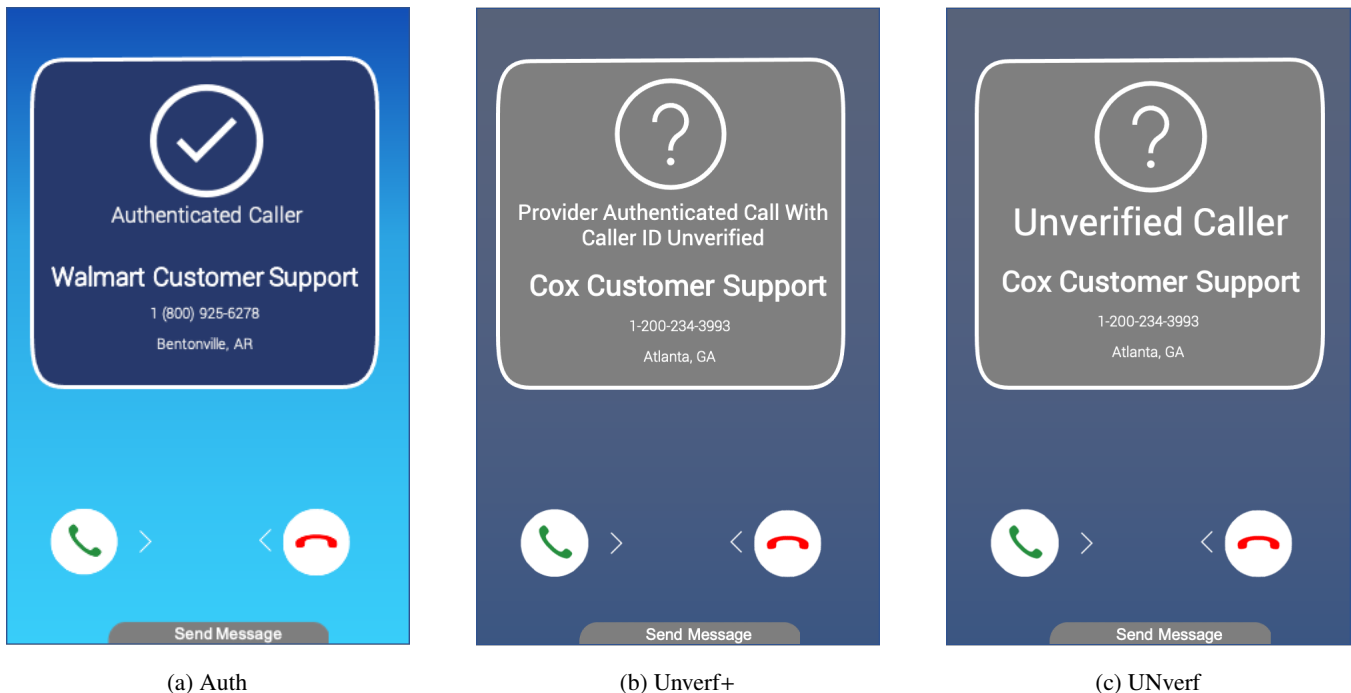 Authenticated Caller
Walmart Customer Support
1 (800) 925-6278
Bentonville, AR
Send Message
(a) Auth
?
Provider Authenticated Call With
Caller ID Unverified
Cox Customer Support
1-200-234-3993
Atlanta, GA
Send Message
(b) Unverf+
?
Unverified Caller
Cox Customer Support
1-200-234-3993
Atlanta, GA
Send Message
(c) UNverf